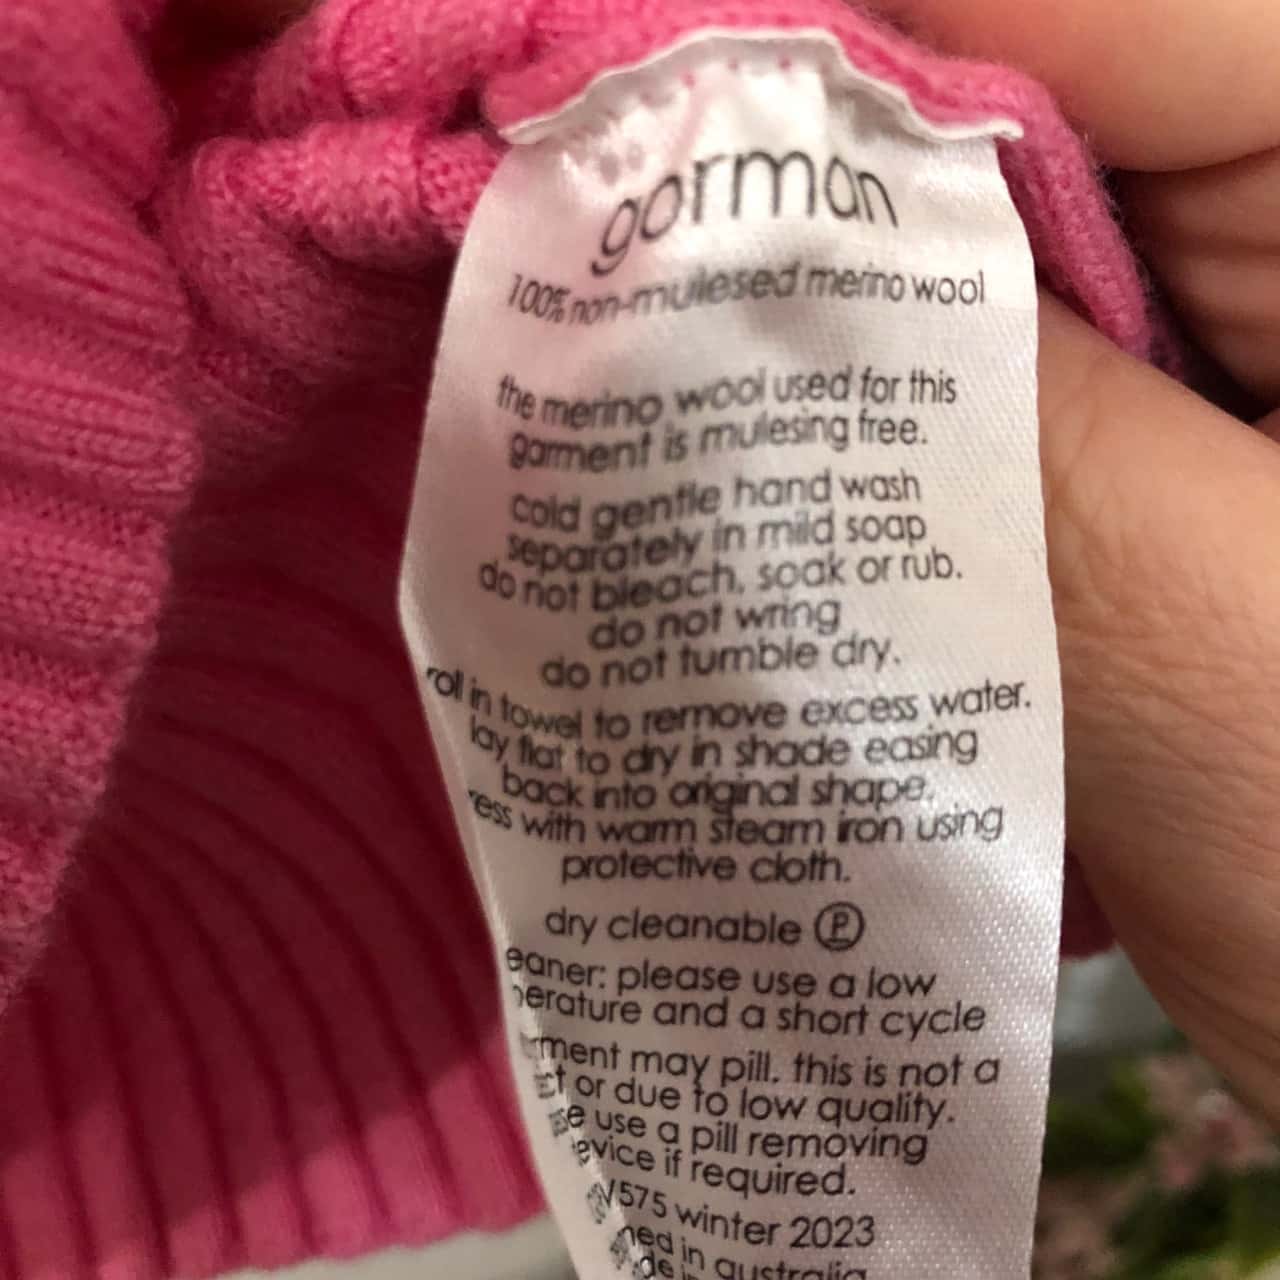 gorman
100% non-mulesed merino wool
the merino wool used for this
garment is mulesing free.
cold gentle hand wash
separately in mild soap
do not bleach, soak or rub.
do not wring
do not tumble dry.
roll in towel to remove excess water.
lay flat to dry in shade easing
back into original shape.
ress with warm steam iron using
protective cloth.
dry cleanable Ⓟ
eaner: please use a low
perature and a short cycle
rment may pill. this is not a
or due to low quality.
use a pill removing
evice if required.
575 winter 2023
ned in australia